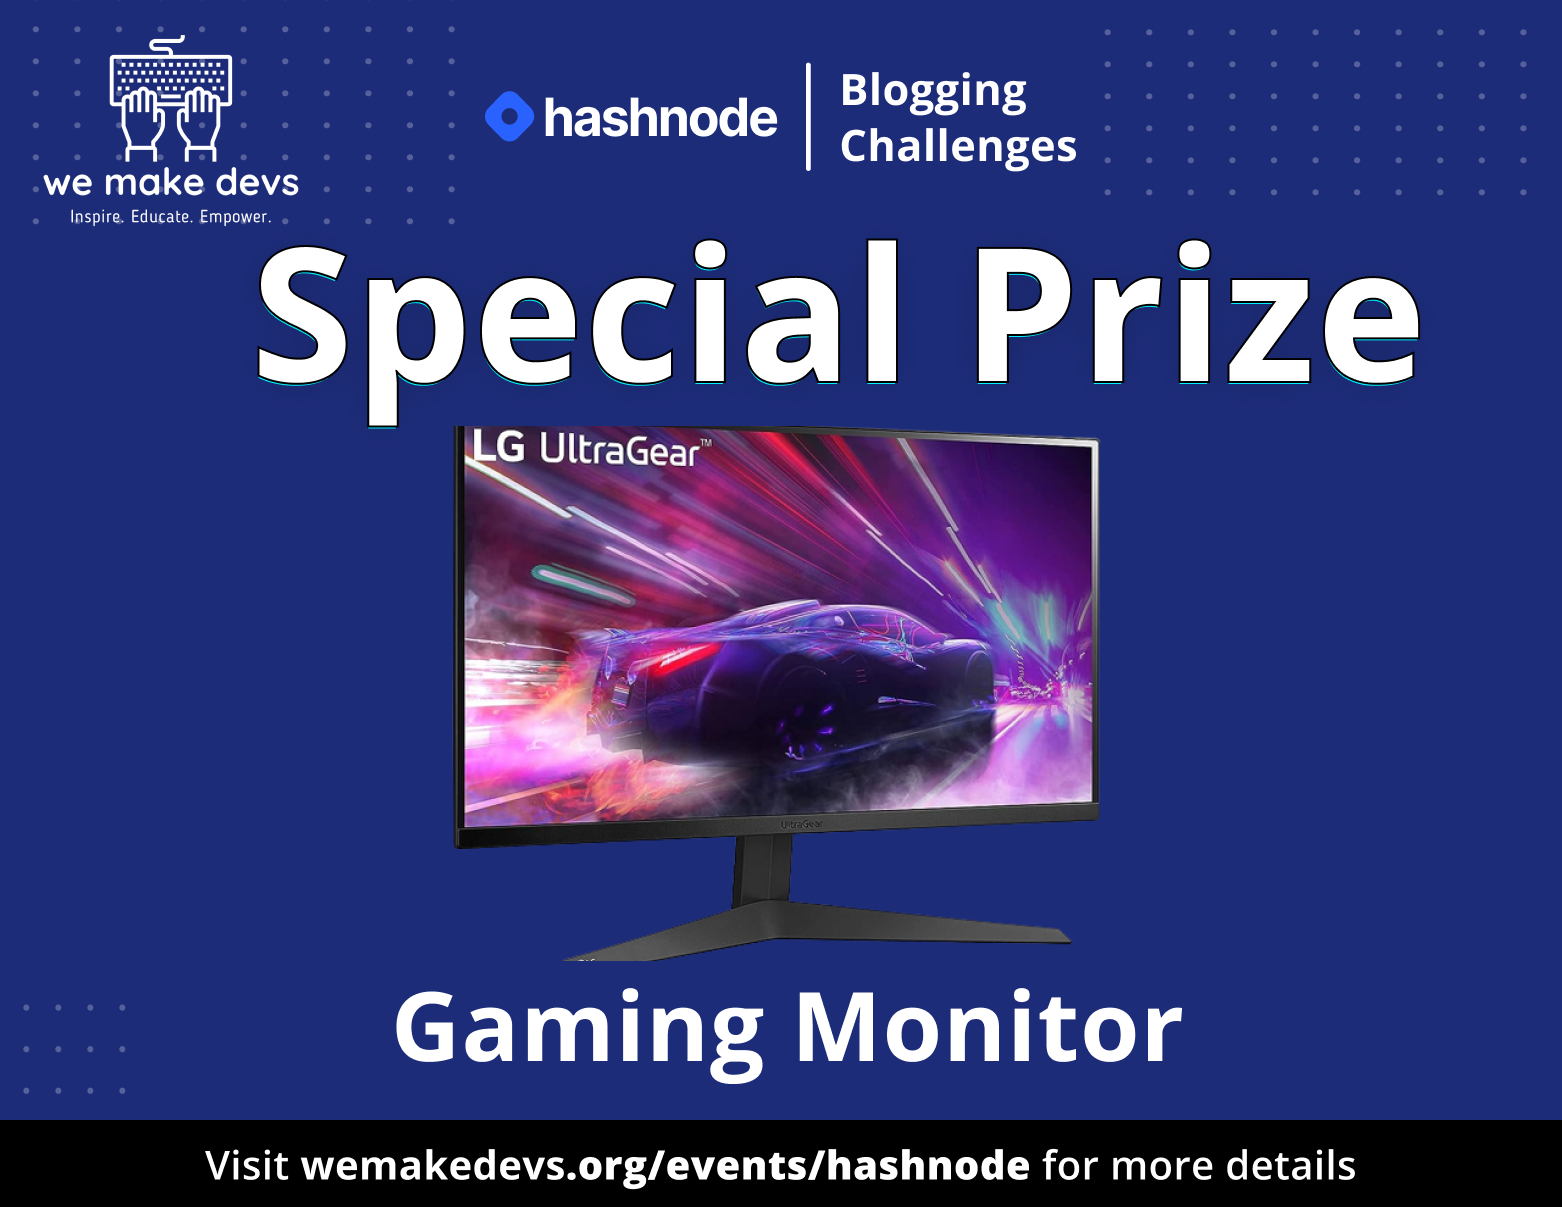 we make devs
Inspire. Educate. Empower.
hashnode
Blogging
Challenges
Special Prize
LG UltraGear™
UltraGear
Gaming Monitor
Visit wemakedevs.org/events/hashnode for more details